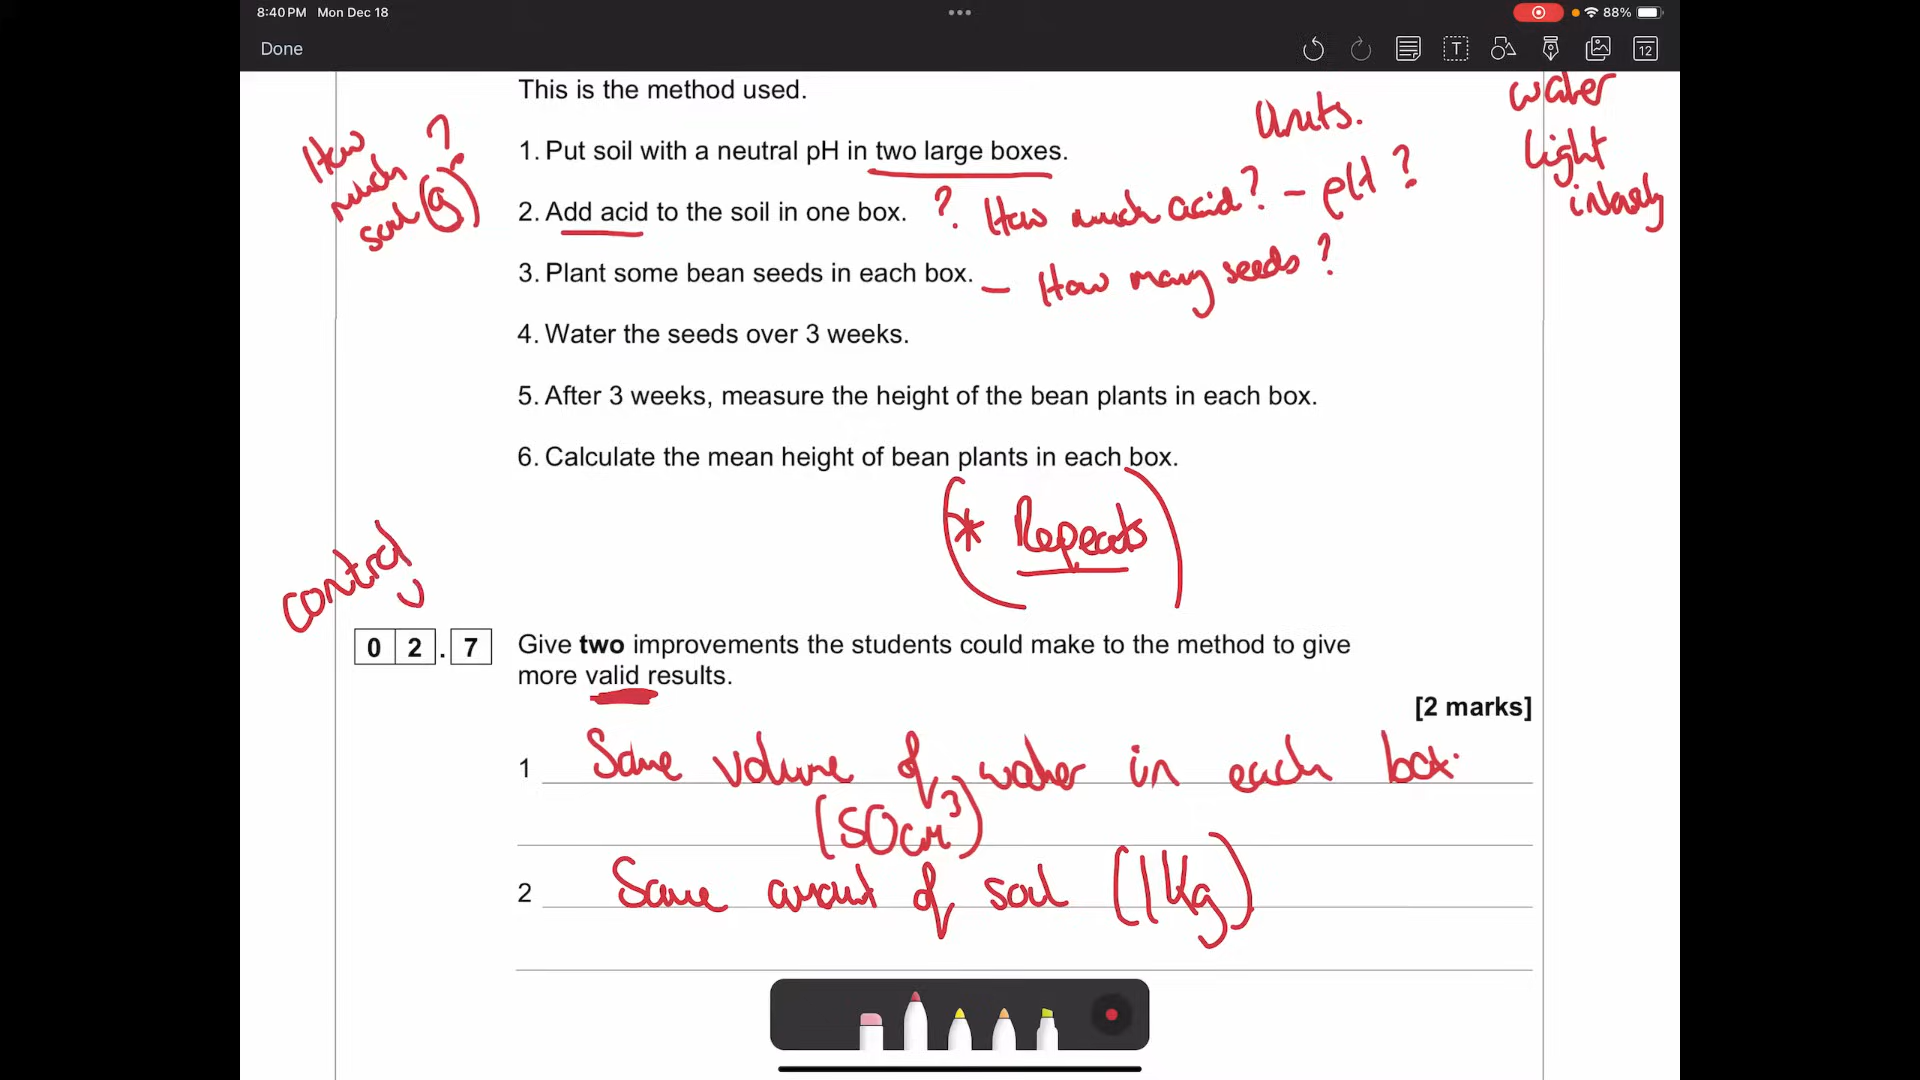 8:40 PM Mon Dec 18
88%
Done
T
12
This is the method used.
1. Put soil with a neutral pH in two large boxes.
2. Add acid to the soil in one box.
3. Plant some bean seeds in each box.
4. Water the seeds over 3 weeks.
5. After 3 weeks, measure the height of the bean plants in each box.
6. Calculate the mean height of bean plants in each box.
How
much ?
soil (g)
Units.
? How much acid? - pH?
- How many seeds?
water
light
* Repeats
control
02.7 Give two improvements the students could make to the method to give
more valid results.
[2 marks]
1 Same volume of water in each box.
(50cm³)
2 Same amount of soil (1Kg)